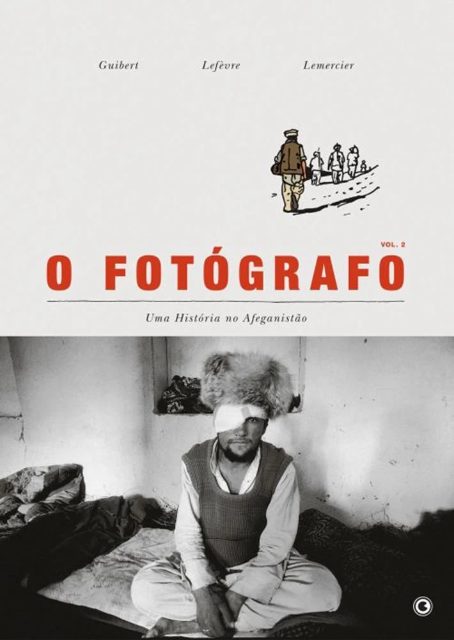 Guibert Lefèvre Lemercier
VOL. 2
O FOTÓGRAFO
Uma História no Afeganistão